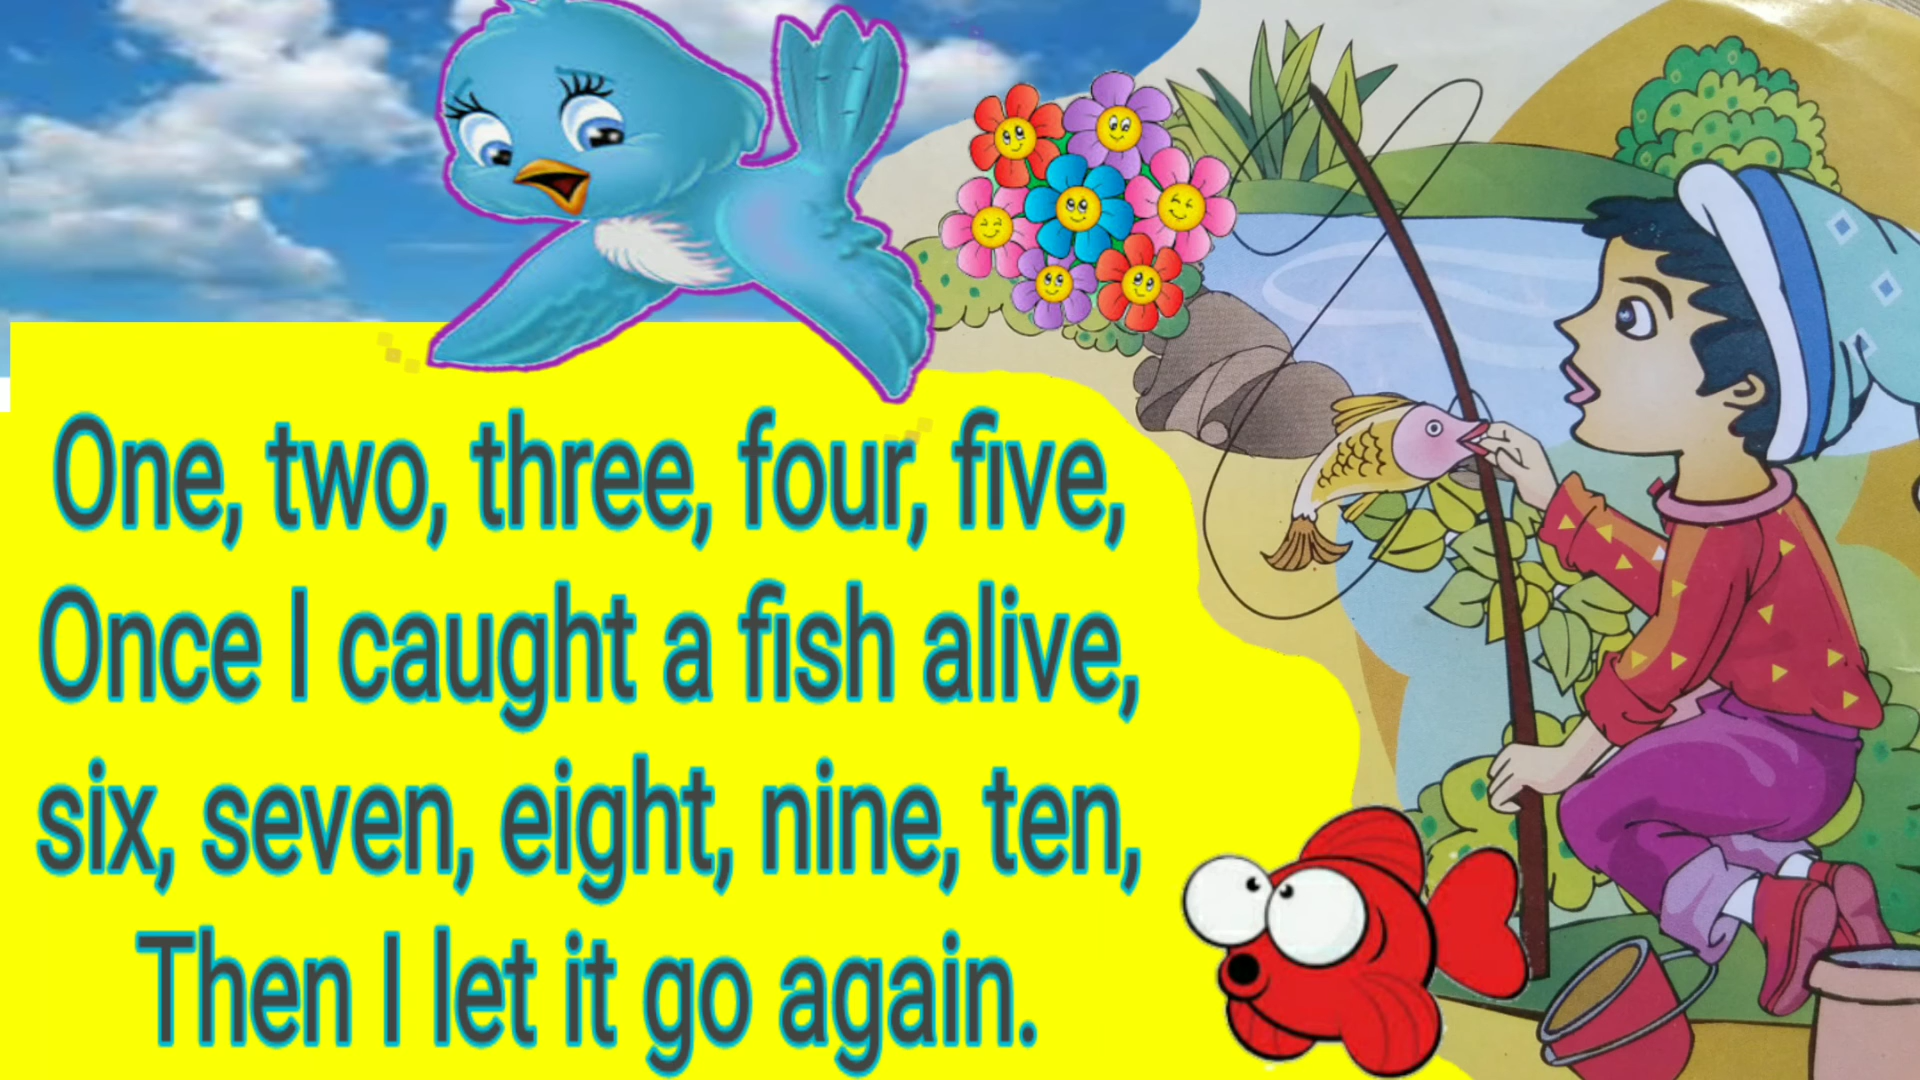 One, two, three, four, five,
Once I caught a fish alive,
six, seven, eight, nine, ten,
Then I let it go again.